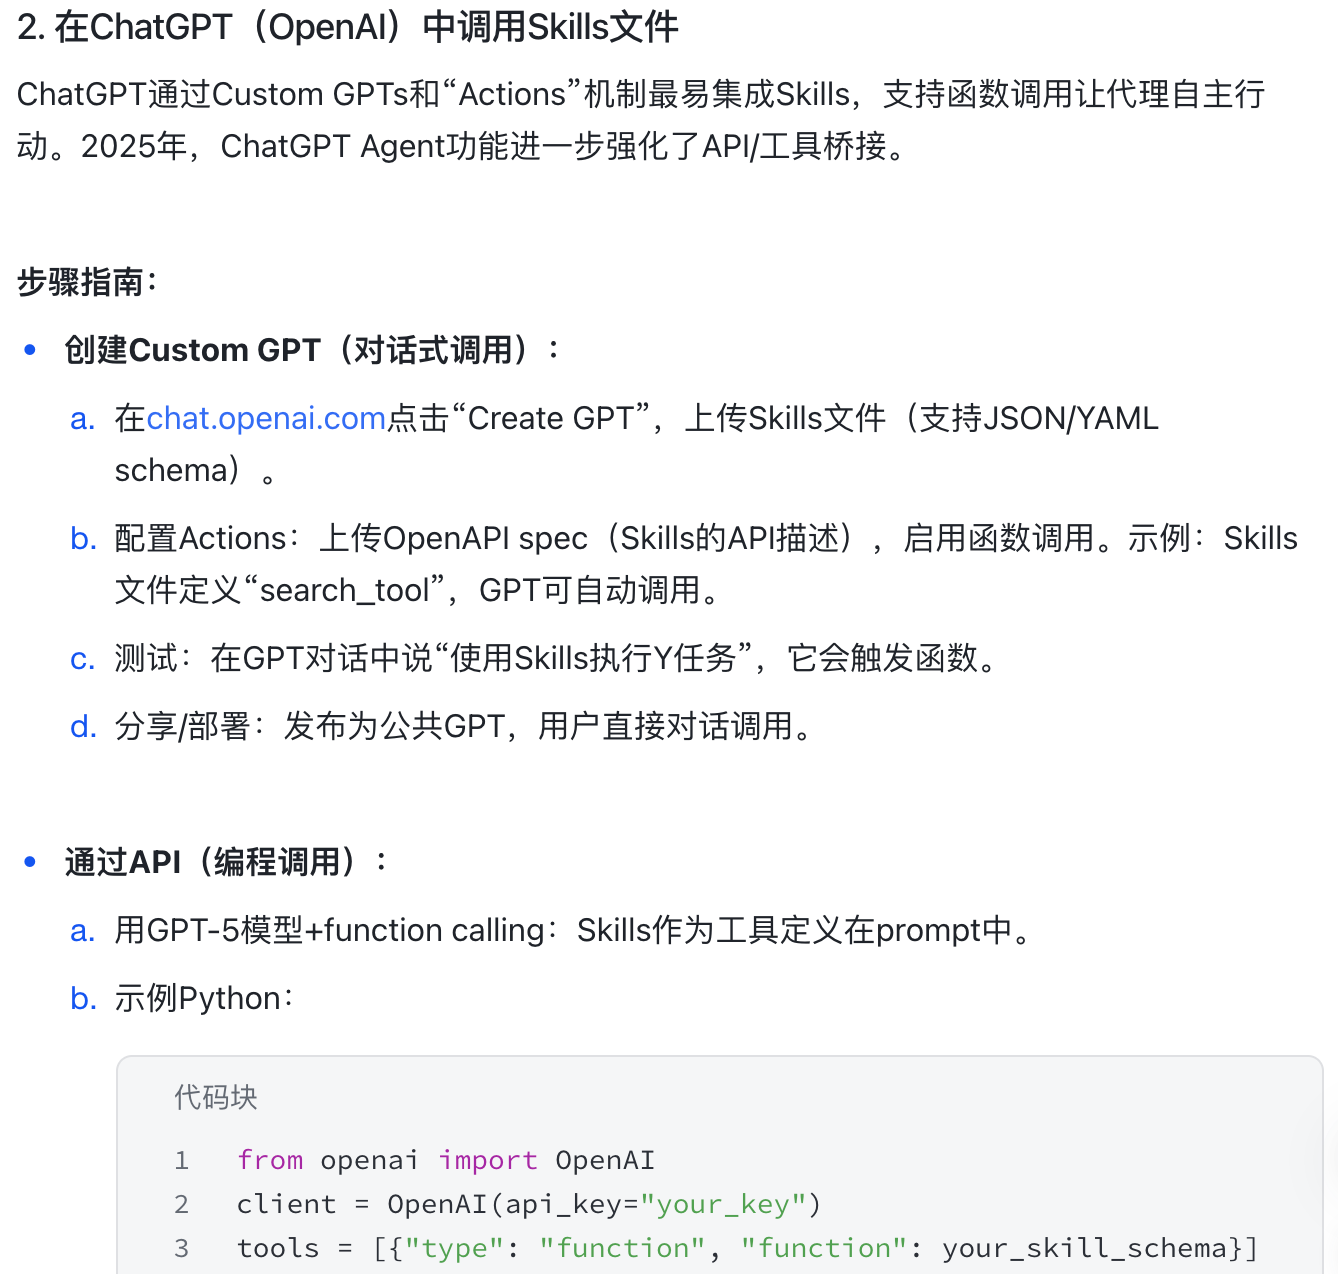 2. 在ChatGPT（OpenAI）中调用Skills文件
ChatGPT通过Custom GPTs和“Actions”机制最易集成Skills，支持函数调用让代理自主行
动。2025年，ChatGPT Agent功能进一步强化了API/工具桥接。
步骤指南：
• 创建Custom GPT（对话式调用）：
a. 在chat.openai.com点击“Create GPT”，上传Skills文件（支持JSON/YAML
schema）。
b. 配置Actions：上传OpenAPI spec（Skills的API描述），启用函数调用。示例：Skills
文件定义“search_tool”，GPT可自动调用。
c. 测试：在GPT对话中说“使用Skills执行Y任务”，它会触发函数。
d. 分享/部署：发布为公共GPT，用户直接对话调用。
• 通过API（编程调用）：
a. 用GPT-5模型+function calling：Skills作为工具定义在prompt中。
b. 示例Python：
代码块
1 from openai import OpenAI
2 client = OpenAI(api_key="your_key")
3 tools = [{"type": "function", "function": your_skill_schema}]